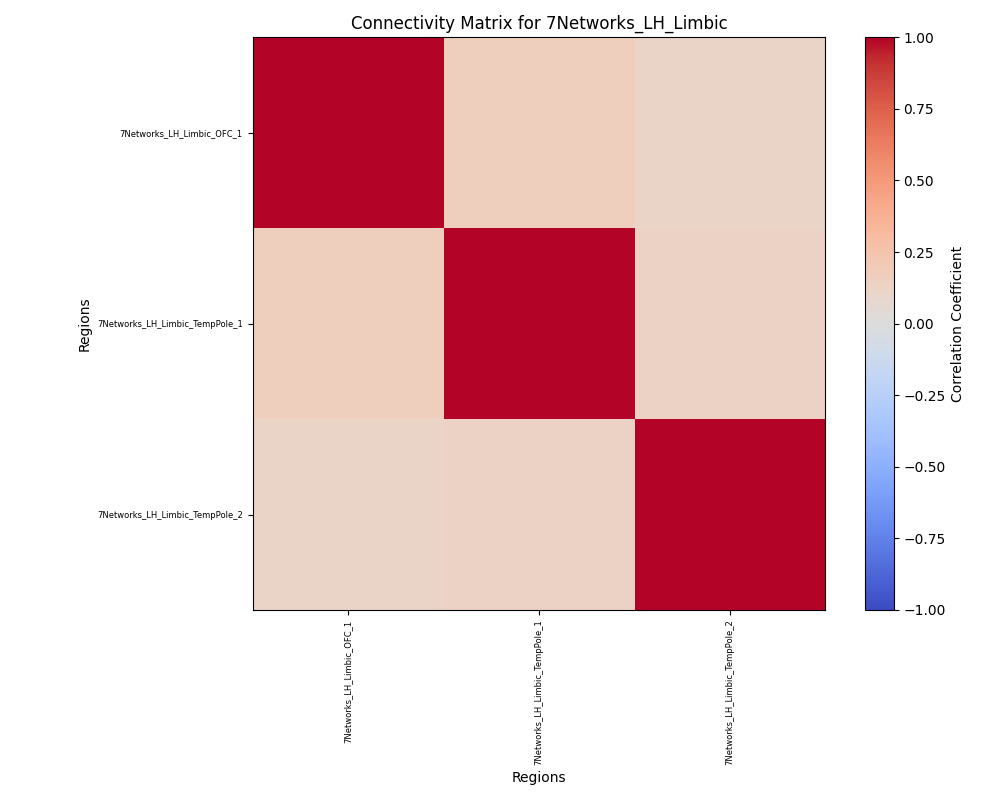 Connectivity Matrix for 7Networks_LH_Limbic
Regions
7Networks_LH_Limbic_OFC_1
7Networks_LH_Limbic_TempPole_1
7Networks_LH_Limbic_TempPole_2
7Networks_LH_Limbic_OFC_1
7Networks_LH_Limbic_TempPole_1
7Networks_LH_Limbic_TempPole_2
Regions
1.00
0.75
0.50
0.25
0.00
−0.25
−0.50
−0.75
−1.00
Correlation Coefficient